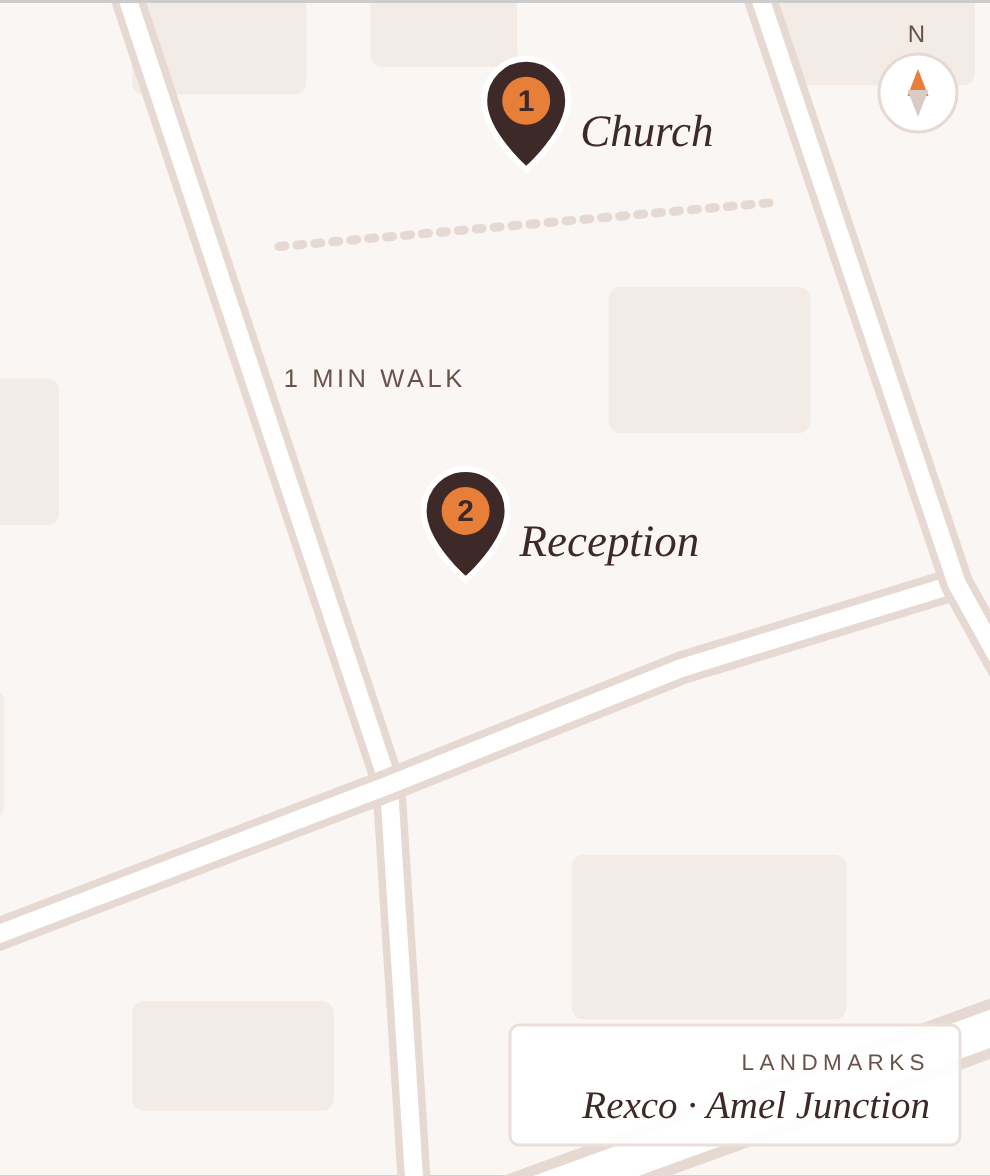 N
1
Church
1 MIN WALK
2
Reception
LANDMARKS
Rexco · Amel Junction